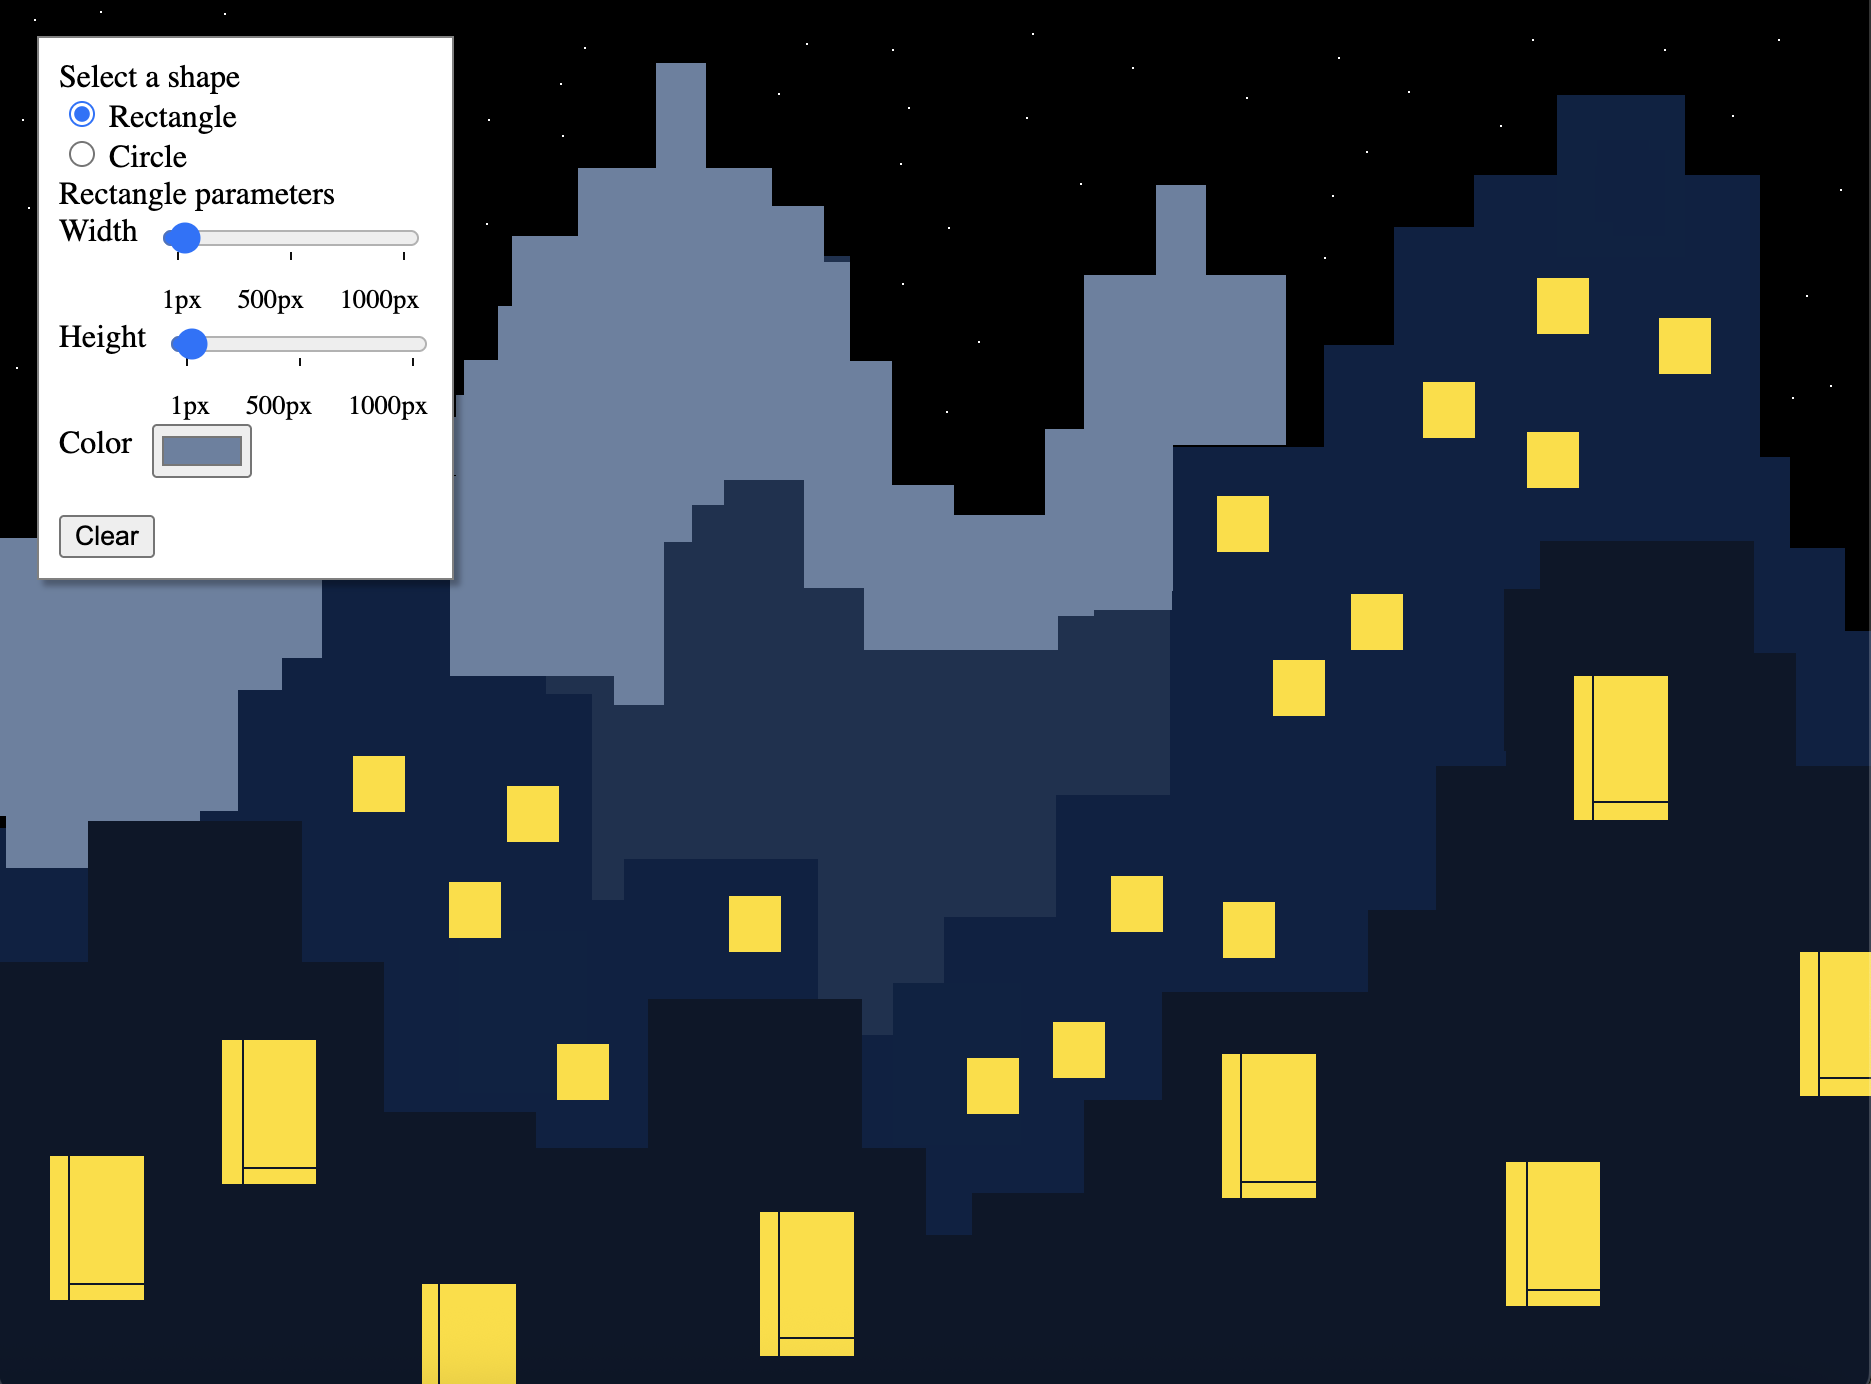 Select a shape
Rectangle
Circle
Rectangle parameters
Width
1px 500px 1000px
Height
1px 500px 1000px
Color
Clear